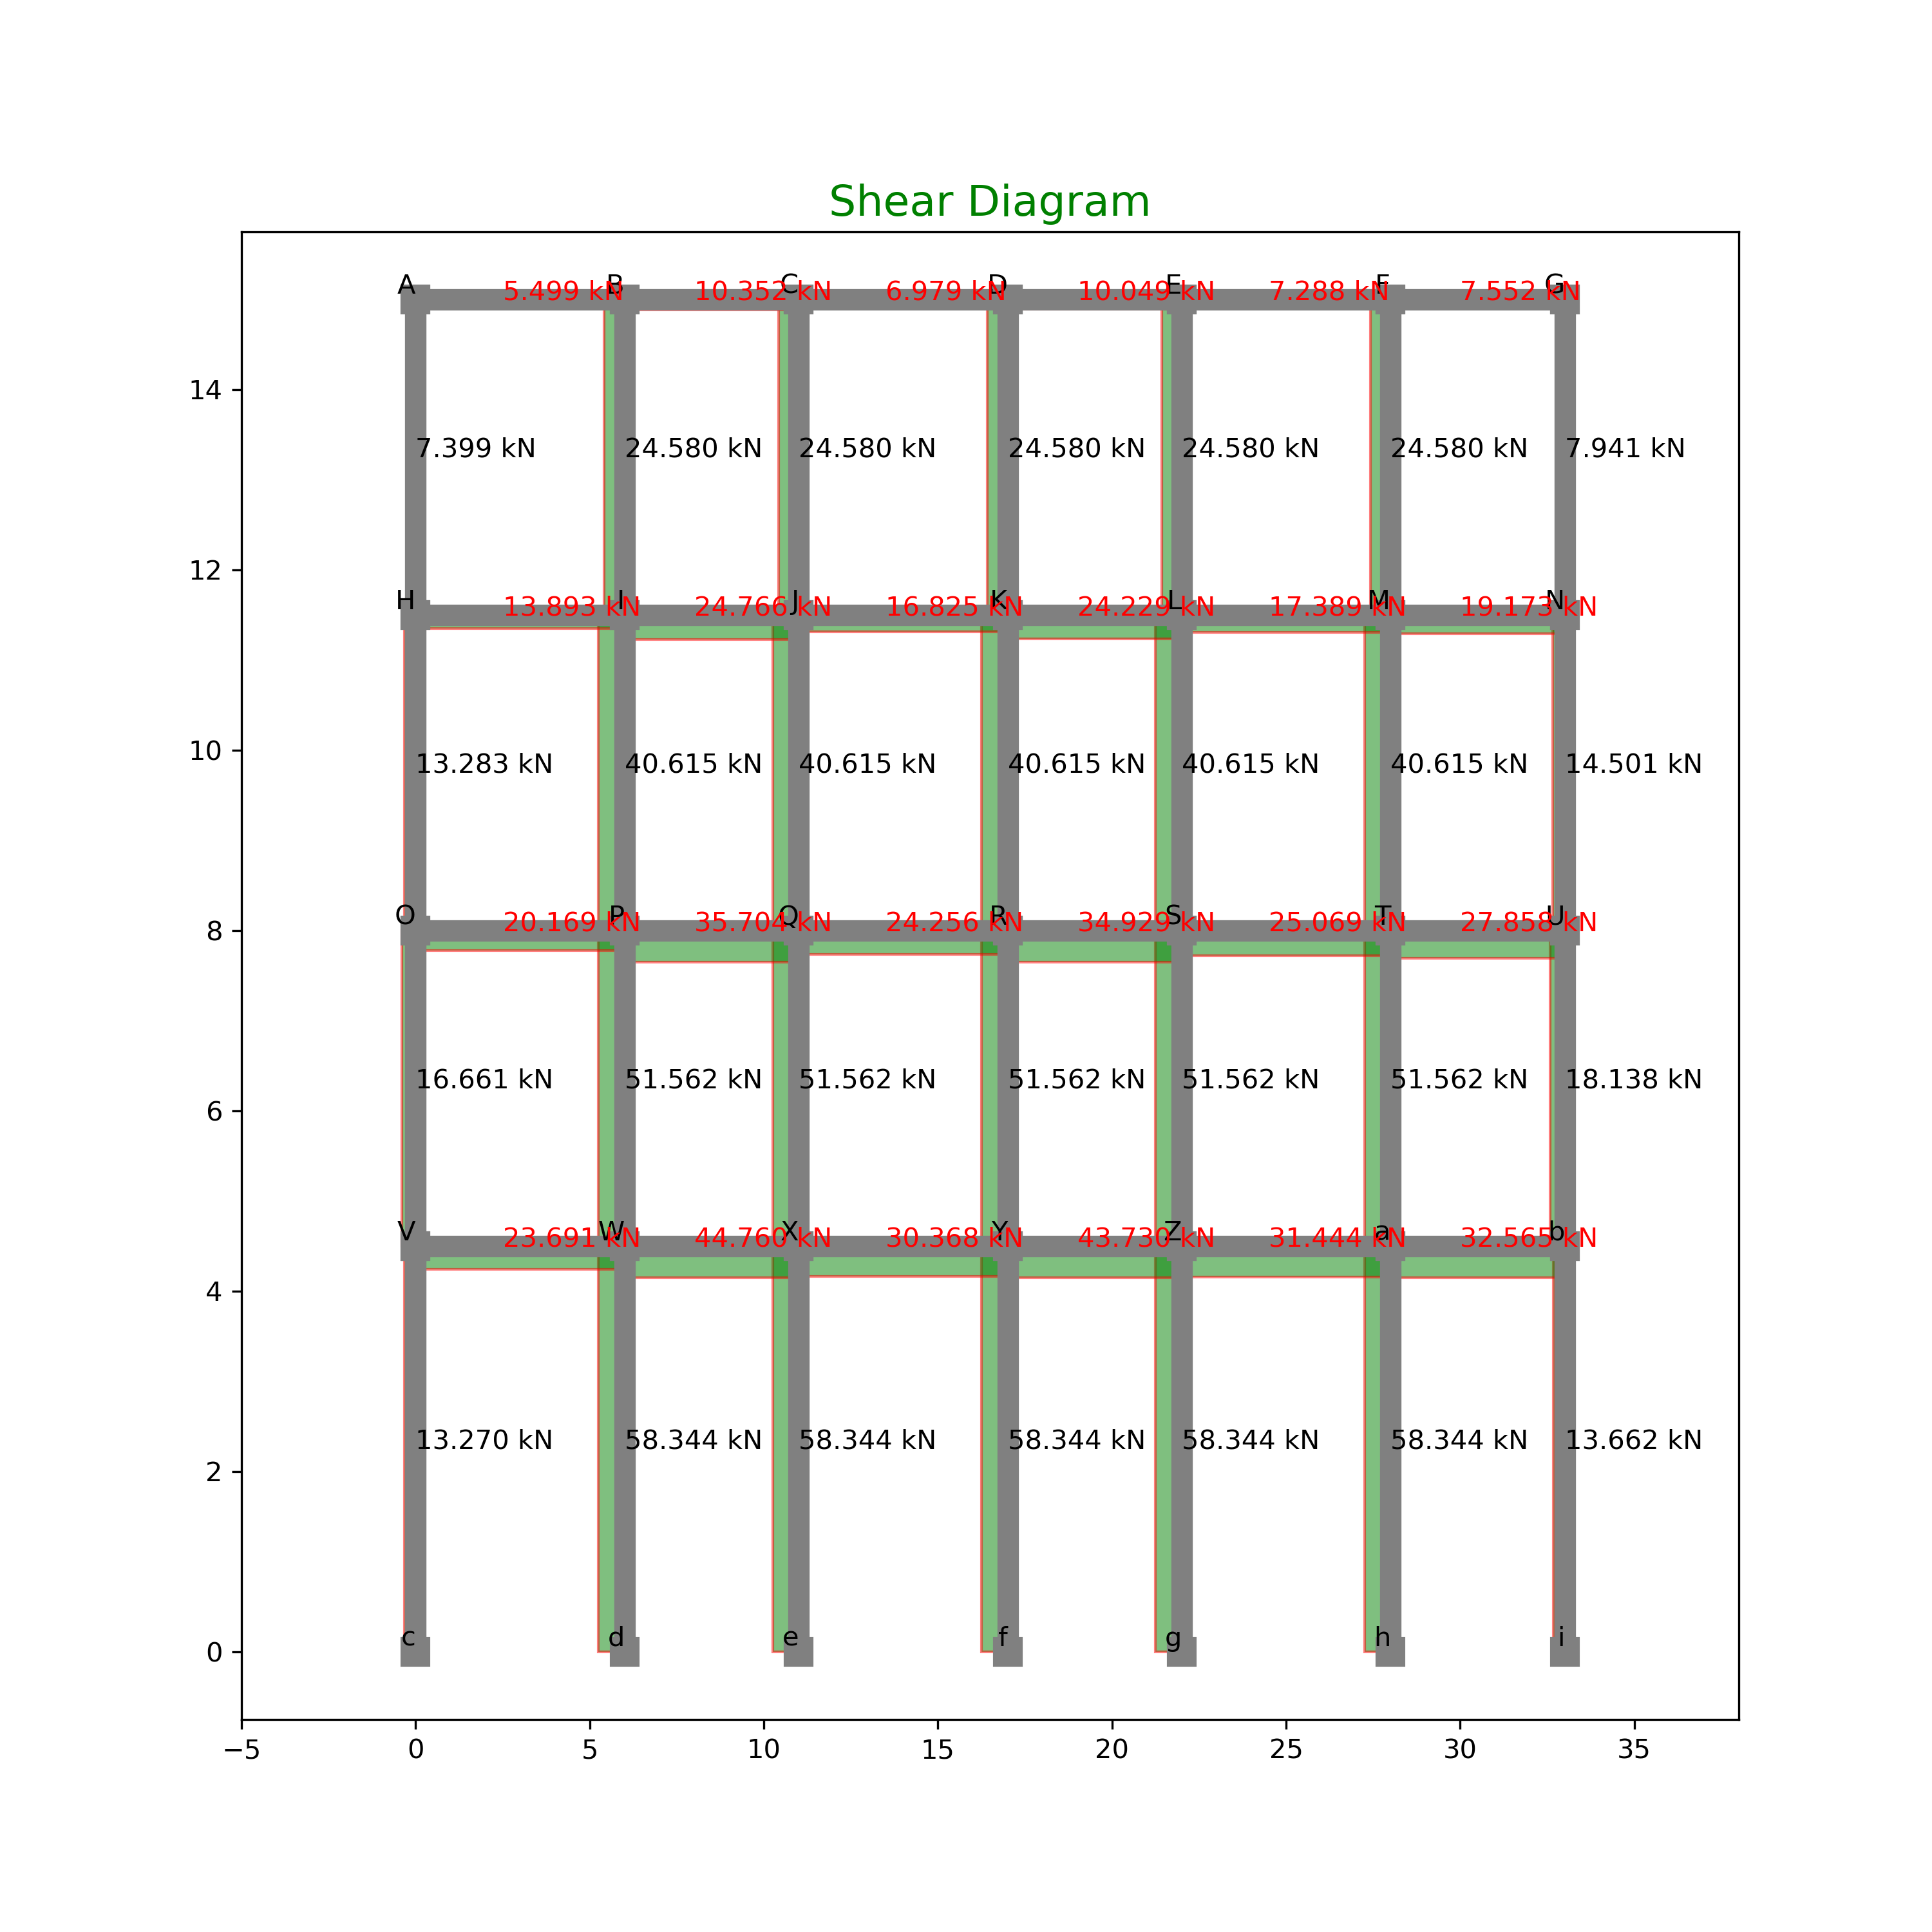 Shear Diagram
A B C D E F G
5.499 kN 10.352 kN 6.979 kN 10.049 kN 7.288 kN 7.552 kN
14
7.399 kN 24.580 kN 24.580 kN 24.580 kN 24.580 kN 24.580 kN 7.941 kN
12
H I J K L M N
13.893 kN 24.766 kN 16.825 kN 24.229 kN 17.389 kN 19.173 kN
10
13.283 kN 40.615 kN 40.615 kN 40.615 kN 40.615 kN 40.615 kN 14.501 kN
O P Q R S T U
8
20.169 kN 35.704 kN 24.256 kN 34.929 kN 25.069 kN 27.858 kN
16.661 kN 51.562 kN 51.562 kN 51.562 kN 51.562 kN 51.562 kN 18.138 kN
6
V W X Y Z a b
23.691 kN 44.760 kN 30.368 kN 43.730 kN 31.444 kN 32.565 kN
4
13.270 kN 58.344 kN 58.344 kN 58.344 kN 58.344 kN 58.344 kN 13.662 kN
2
c d e f g h i
0
−5 0 5 10 15 20 25 30 35